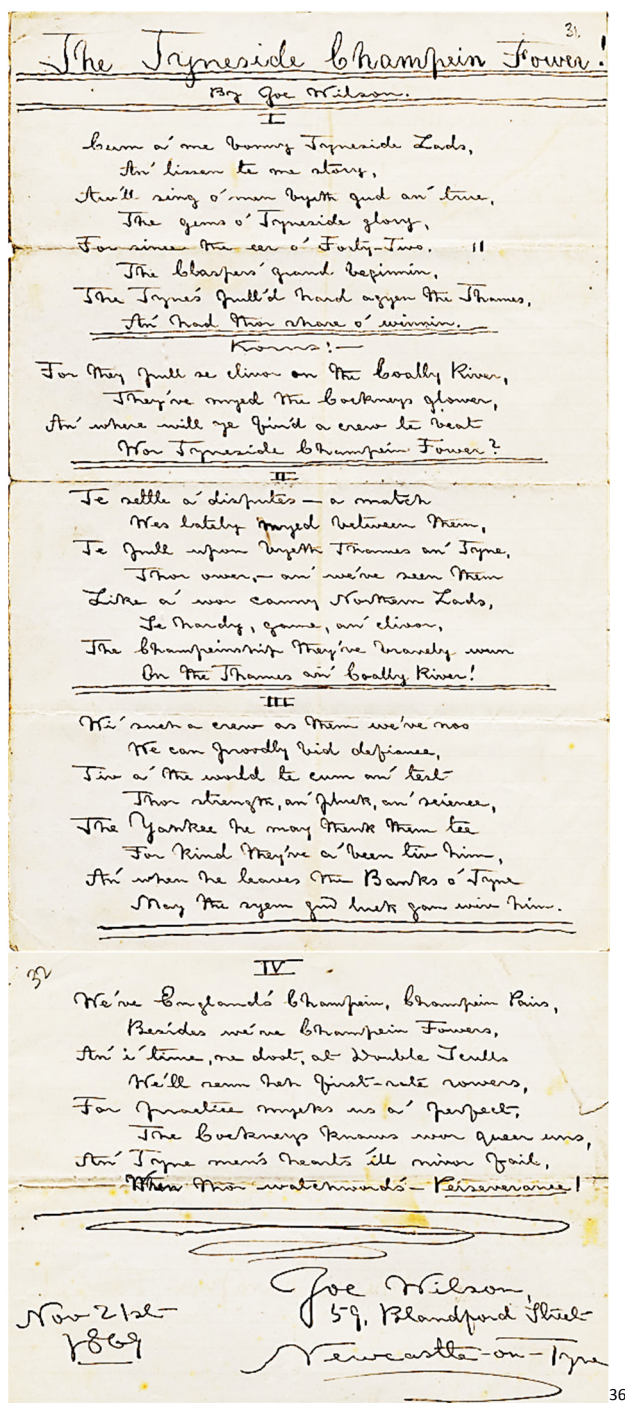 31.
The Tyneside Champein Fower!
By Joe Wilson.
I
Cum a' me bonny Tyneside Lads,
An' lissen te me story,
Aw'll sing o' men byeth gud an' true,
The gems o' Tyneside glory,
For since the eer o' Forty-Two, 11
The Claspers' grand beginnin,
The Tyne's pull'd hard agyen the Thames,
An' had thor share o' winnin.
Korus:—
For they pull se clivor on the Coally River,
They've myed the Cockneys glower,
An' where will ye find a crew te beat
Wor Tyneside Champein Fower?
II
Te settle a' disputes — a match
Wes lately myed between them,
Te pull upon byeth Thames an' Tyne,
Thor ower, — an' we've seen them
Like a' wor canny Northern Lads,
Se hardy, game, an' clivor,
The Champeinship they've bravely wun
On the Thames an' Coally River!
III
Wi' such a crew as them we've noo
We can proodly bid defiance,
Tiv a' the world te cum an' test
Thor strength, an' pluck, an' science,
The Yankee he may thenk them tee
For kind they've a' been tiv him,
An' when he leaves the Banks o' Tyne
May the syem gud luck gan wiv him.
32
IV
We've England's Champein, Champein Pairs,
Besides we've Champein Fowers,
An' i' time, ne doot, at Double Sculls
We'll seun heh first-rate rowers,
For practice myeks us a' perfect,
The Cockneys knaws wor queer uns,
An' Tyne men's hearts 'ill nivor fail,
When thor watchword's — Perseverance!
Joe Wilson,
Nov 21st 59, Blandford Street
1869
Newcastle-on-Tyne
36